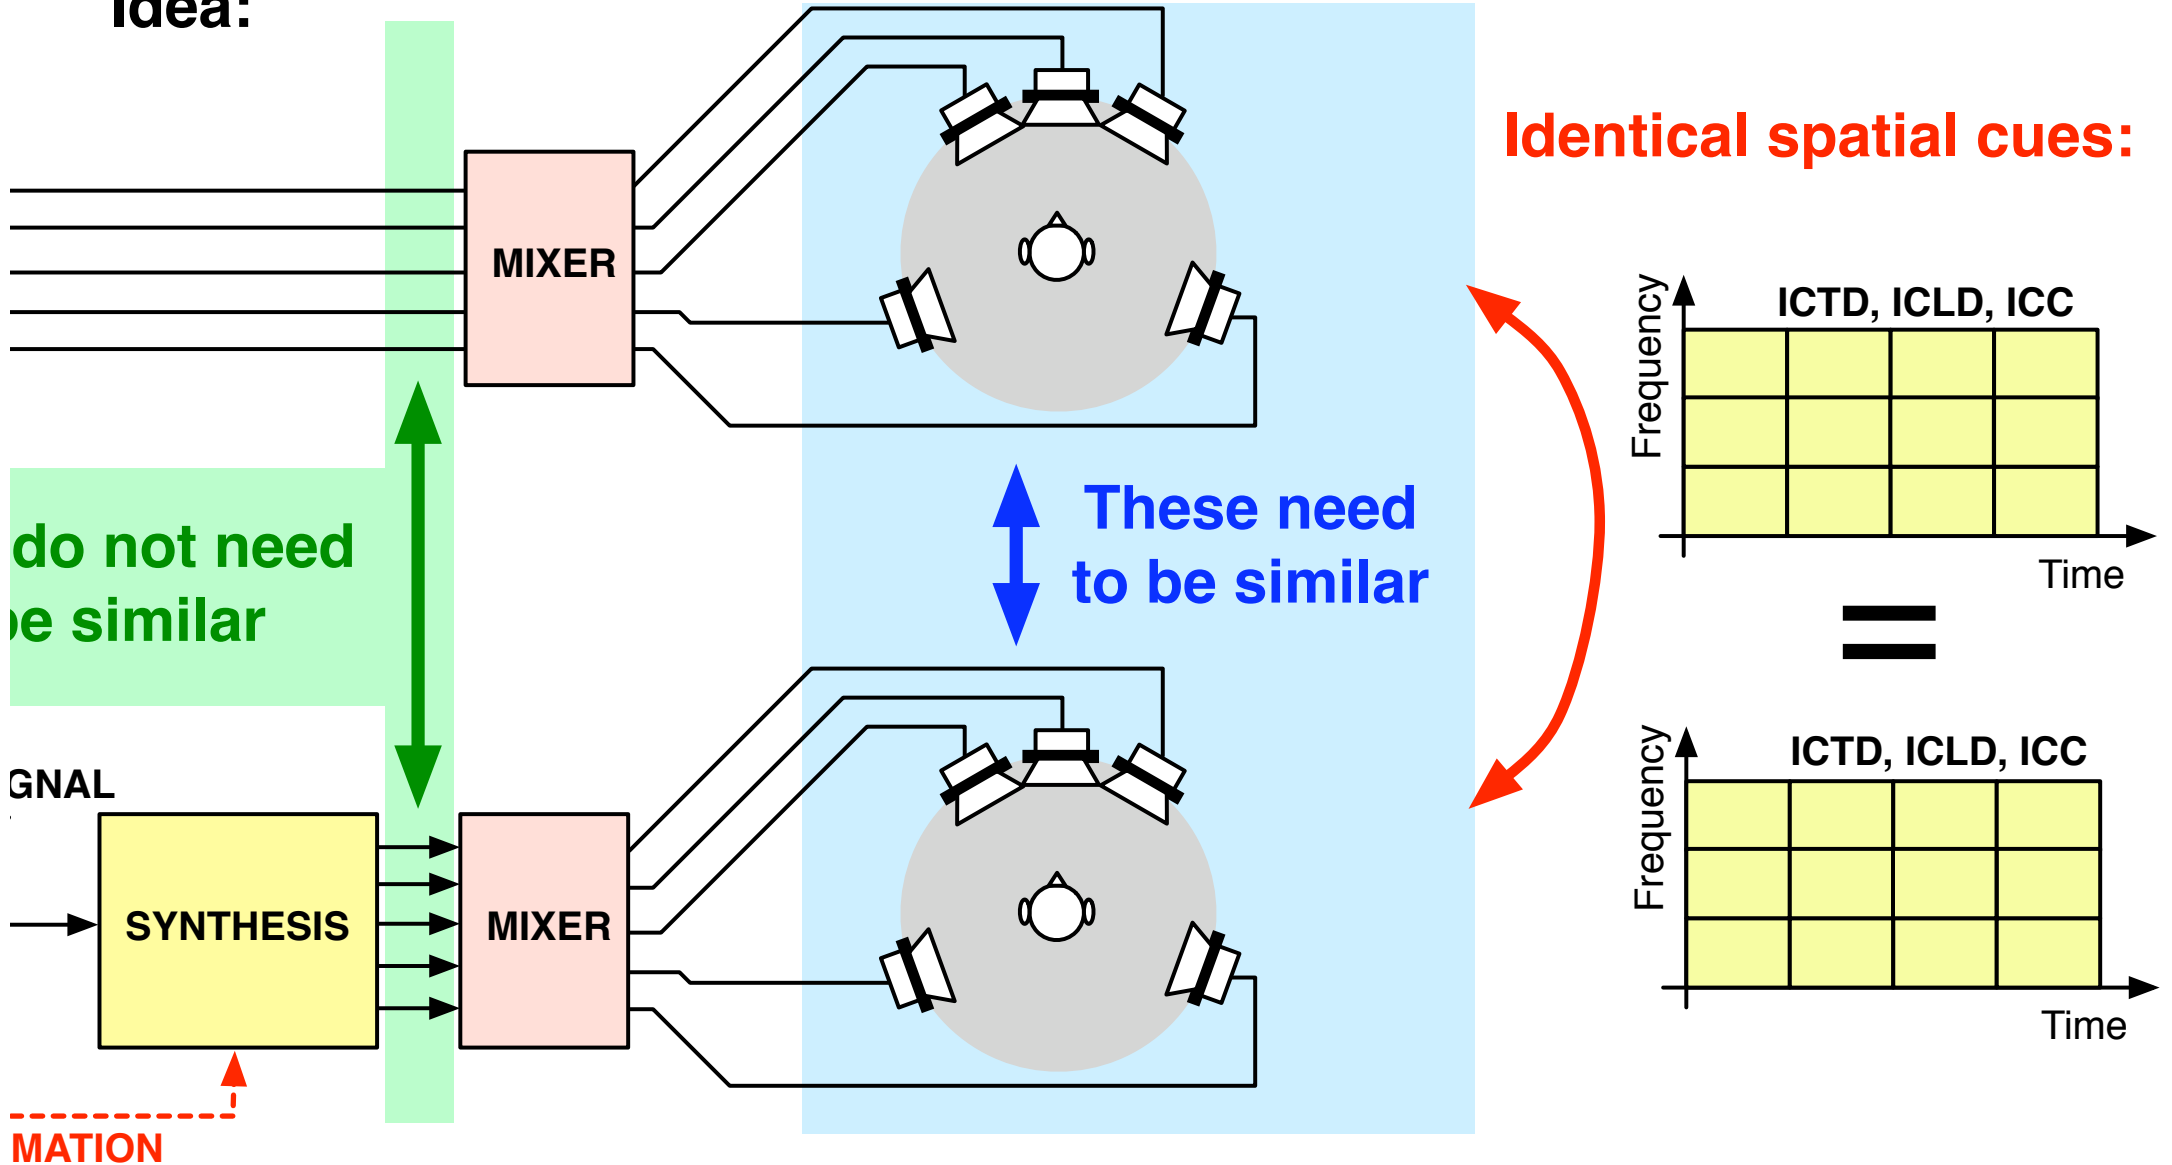 Idea:
Identical spatial cues:
MIXER
ICTD, ICLD, ICC
Frequency
Time
These need
to be similar
do not need
be similar
=
ICTD, ICLD, ICC
Frequency
Time
GNAL
SYNTHESIS
MIXER
MATION